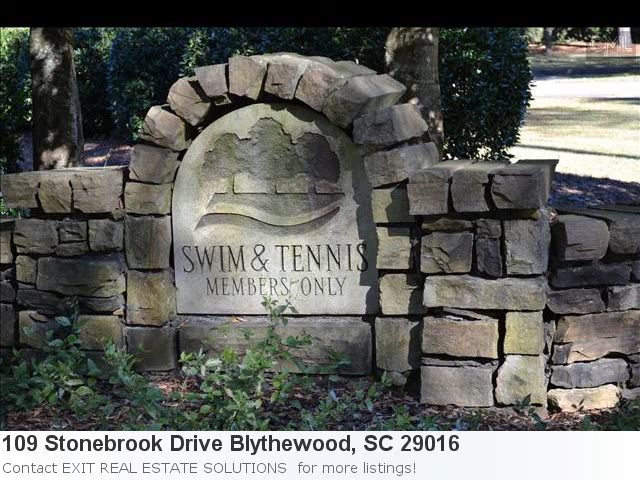 SWIM & TENNIS
MEMBERS ONLY
109 Stonebrook Drive Blythewood, SC 29016
Contact EXIT REAL ESTATE SOLUTIONS for more listings!